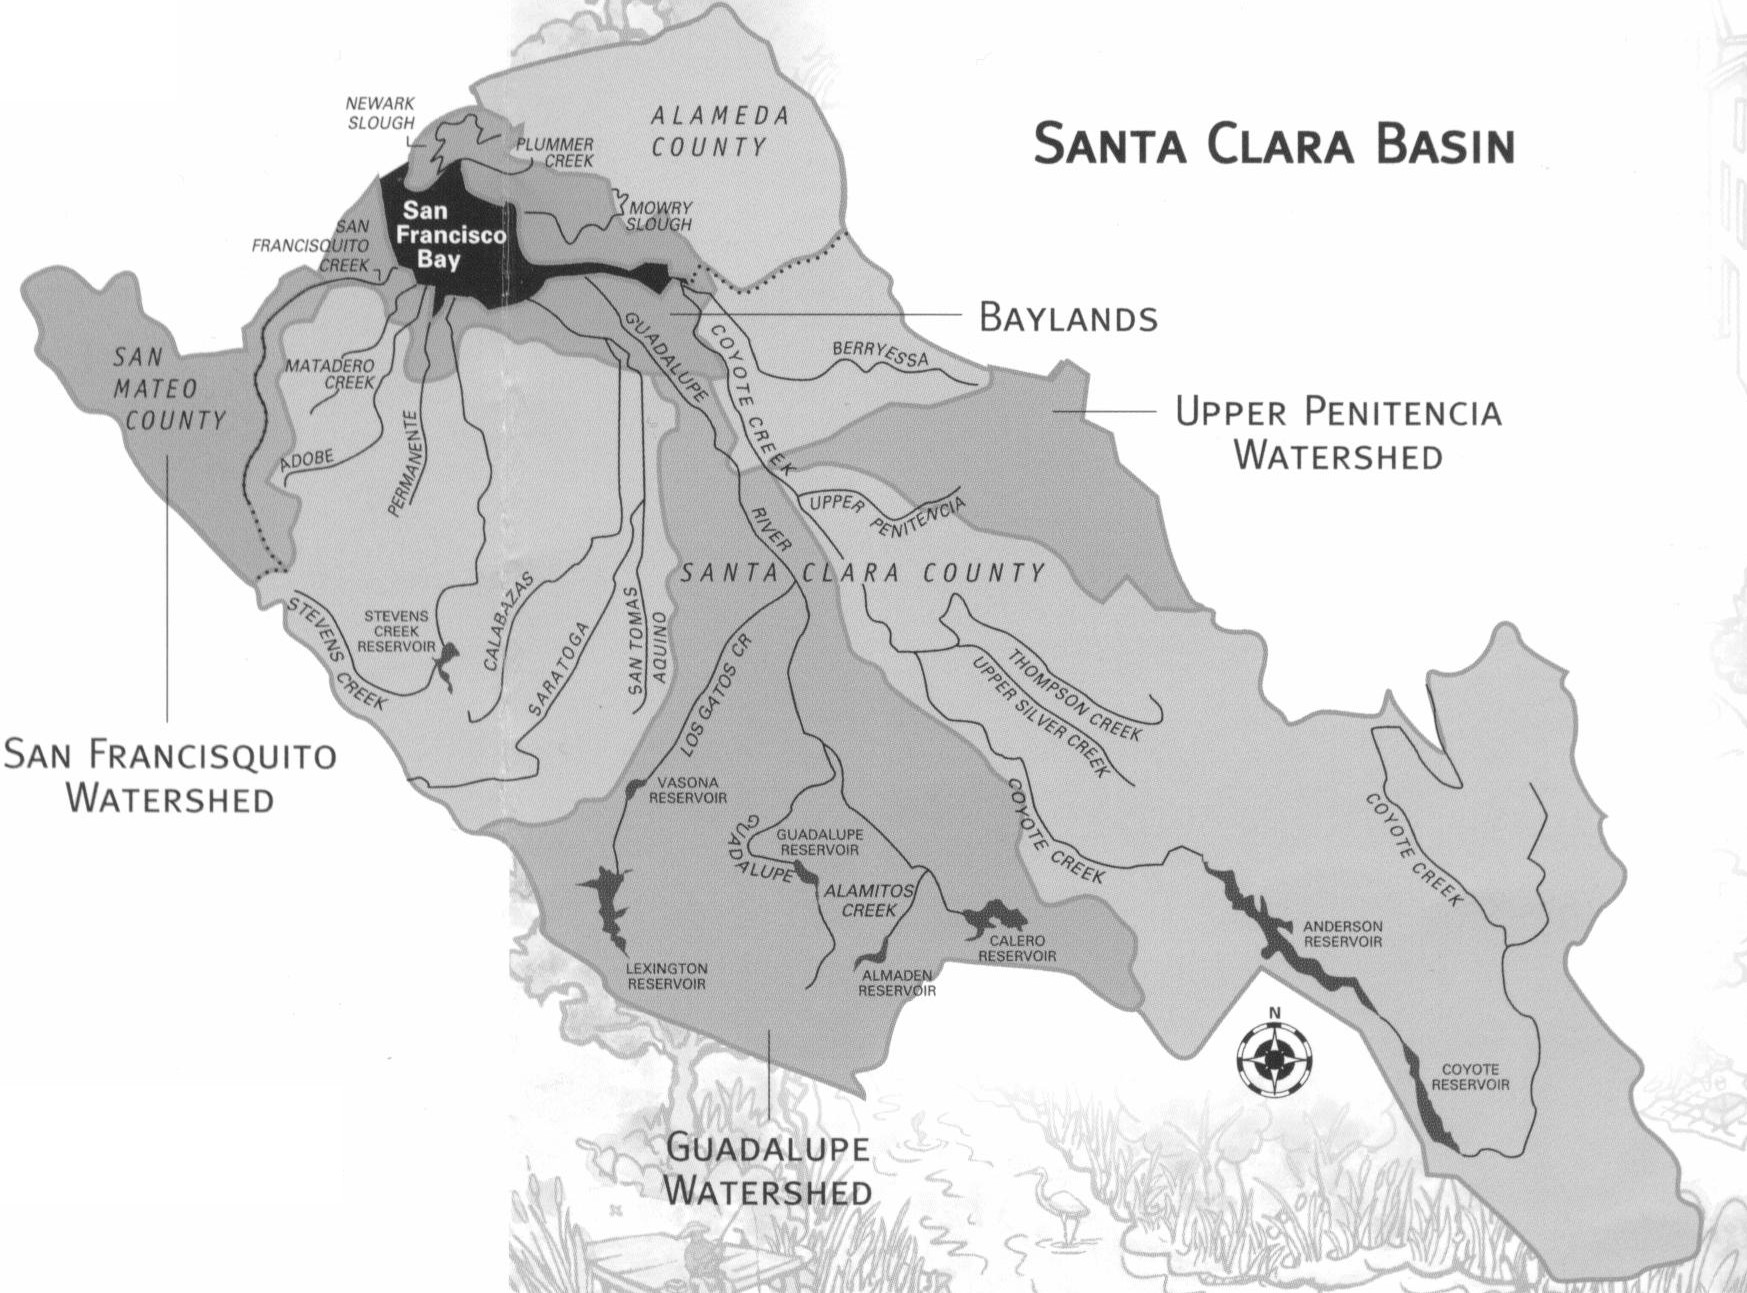 SANTA CLARA BASIN
NEWARK
SLOUGH
ALAMEDA
COUNTY
PLUMMER
CREEK
San
Francisco
Bay
MOWRY
SLOUGH
SAN
FRANCISQUITO
CREEK
BAYLANDS
SAN
MATEO
COUNTY
MATADERO
CREEK
GUADALUPE
COYOTE CREEK
BERRYESSA
UPPER PENITENCIA
WATERSHED
ADOBE
PERMANENTE
RIVER
UPPER PENITENCIA
SANTA CLARA COUNTY
STEVENS CREEK
STEVENS
CREEK
RESERVOIR
CALABAZAS
SARATOGA
SAN TOMAS
AQUINO
LOS GATOS CR
THOMPSON CREEK
UPPER SILVER CREEK
SAN FRANCISQUITO
WATERSHED
VASONA
RESERVOIR
GUADALUPE
GUADALUPE
RESERVOIR
COYOTE CREEK
COYOTE CREEK
ALAMITOS
CREEK
CALERO
RESERVOIR
ANDERSON
RESERVOIR
LEXINGTON
RESERVOIR
ALMADEN
RESERVOIR
N
COYOTE
RESERVOIR
GUADALUPE
WATERSHED